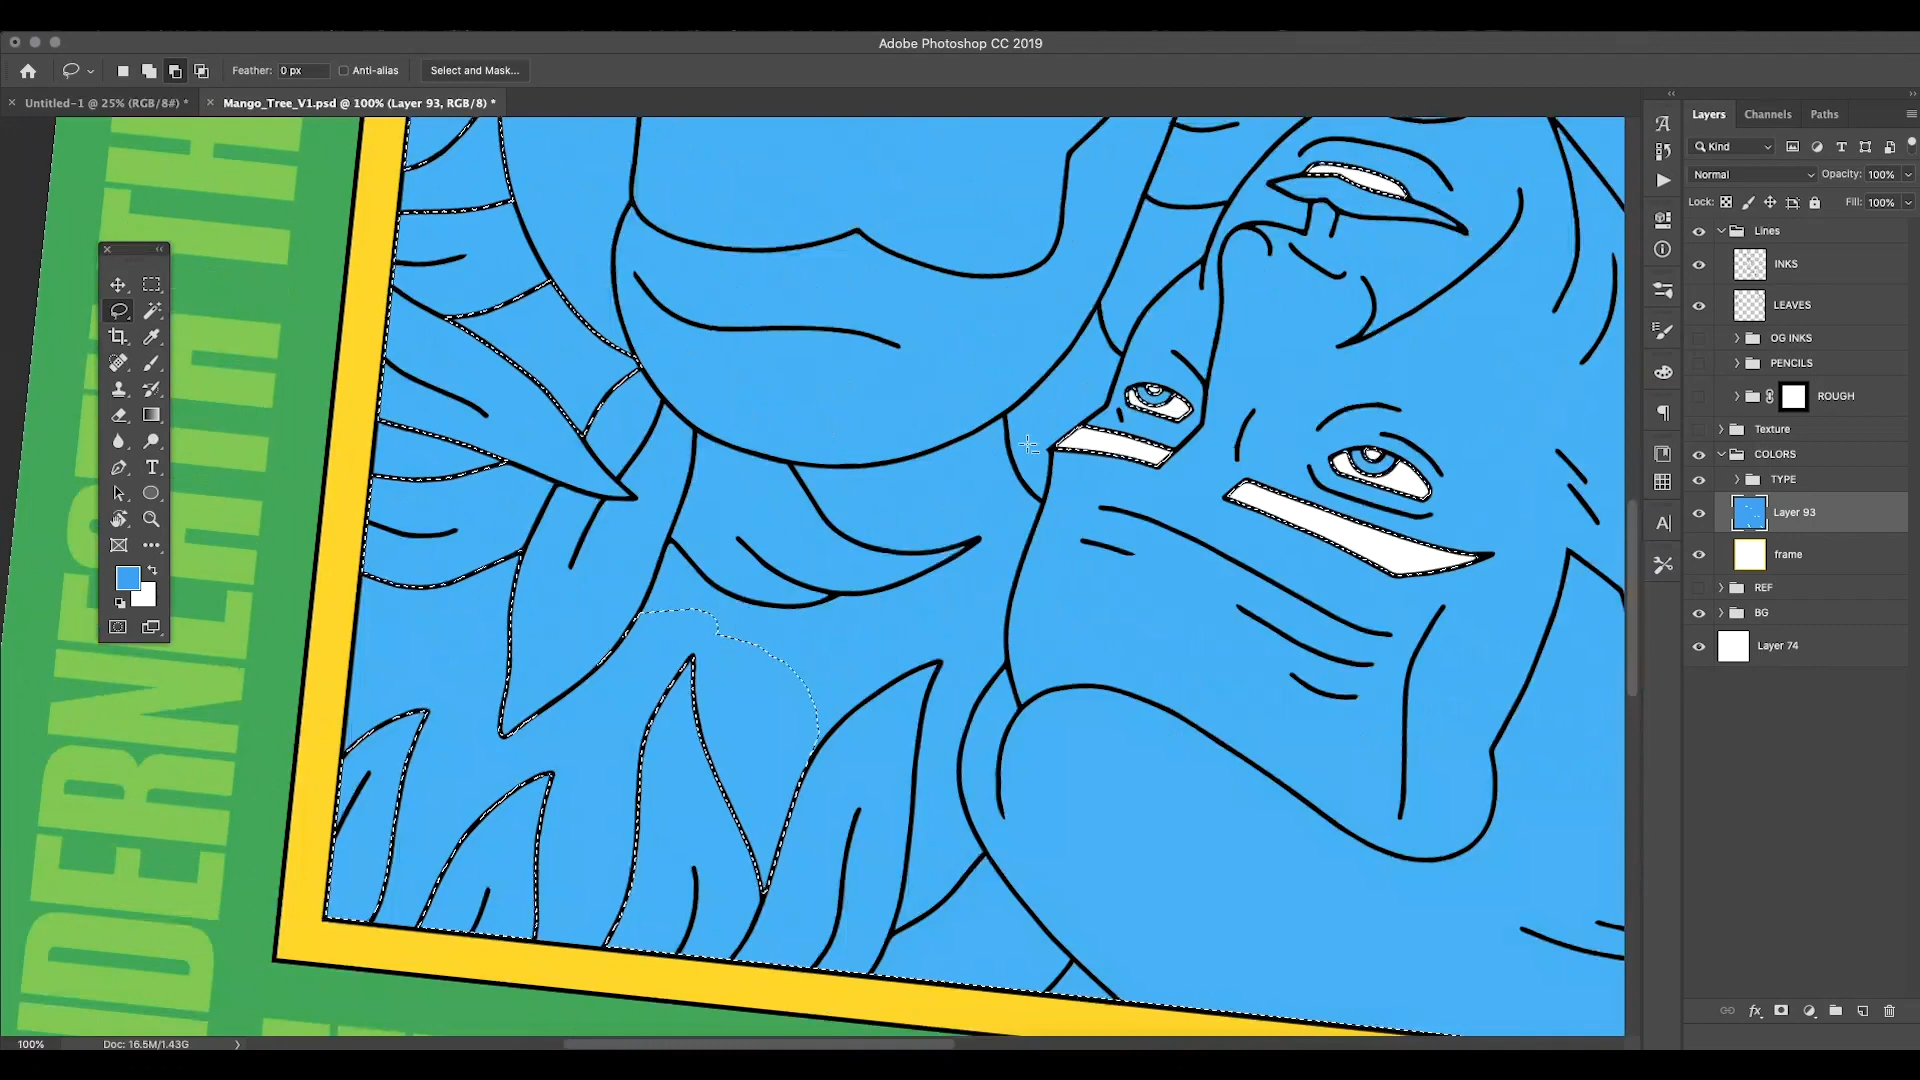 Adobe Photoshop CC 2019
Feather: 0 px Anti-alias Select and Mask...
Untitled-1 @ 25% (RGB/8#) * Mango_Tree_V1.psd @ 100% (Layer 93, RGB/8) *
Layers Channels Paths
Kind
Normal Opacity: 100%
Lock: Fill: 100%
Lines
INKS
LEAVES
OG INKS
PENCILS
ROUGH
Texture
COLORS
TYPE
Layer 93
frame
REF
BG
Layer 74
100% Doc: 16.5M/1.43G